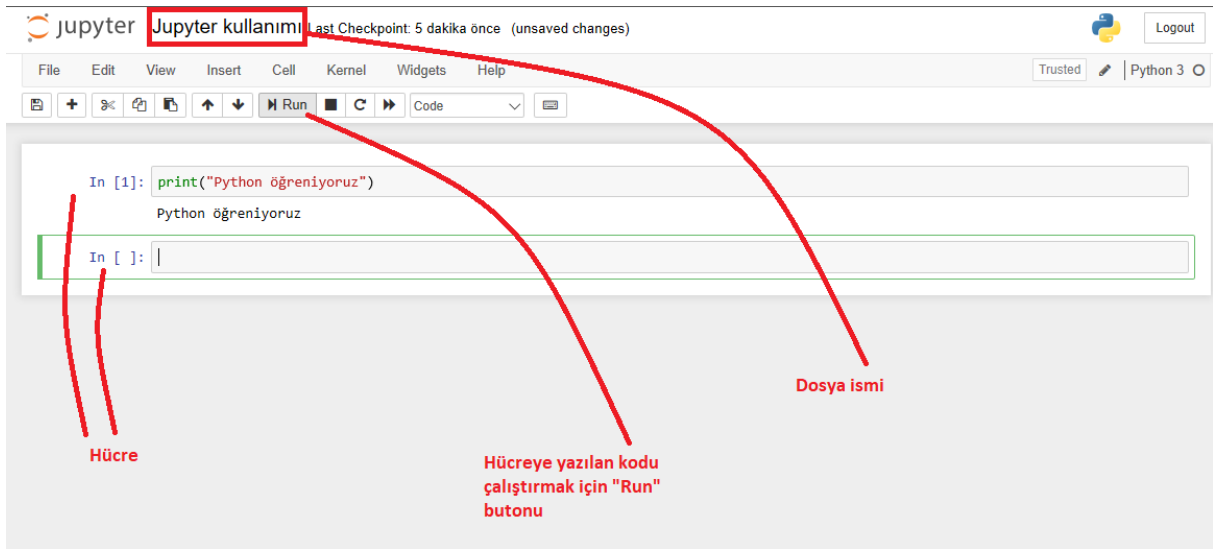 jupyter Jupyter kullanımı Last Checkpoint: 5 dakika önce (unsaved changes) Logout
File Edit View Insert Cell Kernel Widgets Help Trusted Python 3
Run Code
In [1]: print("Python öğreniyoruz")
Python öğreniyoruz
In [ ]:
Dosya ismi
Hücre
Hücreye yazılan kodu
çalıştırmak için "Run"
butonu